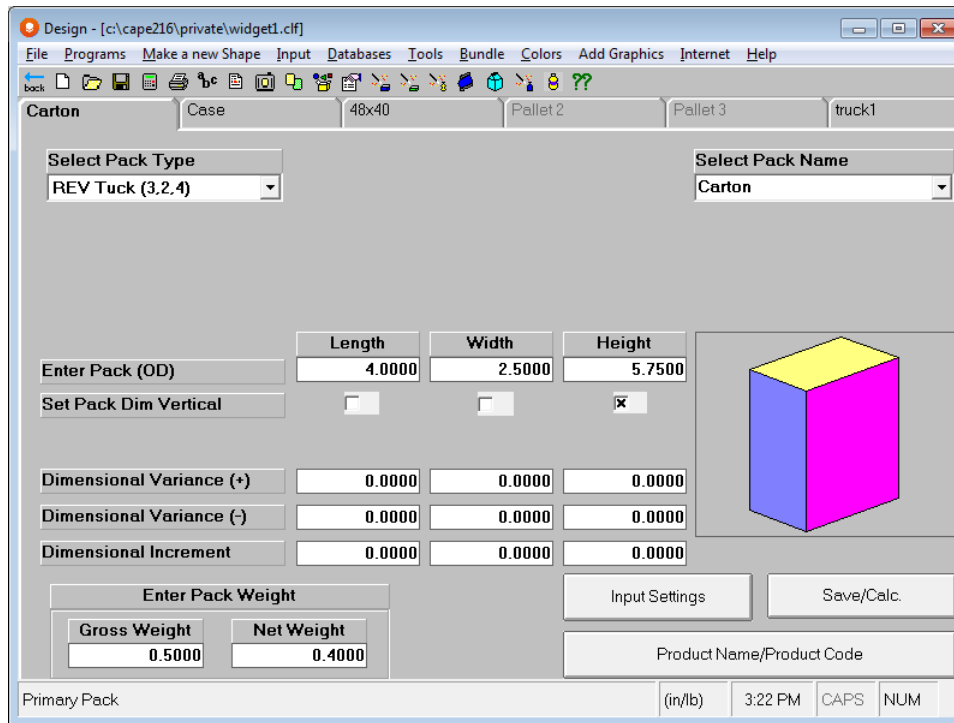 Design - [c:\cape216\private\widget1.clf]
File Programs Make a new Shape Input Databases Tools Bundle Colors Add Graphics Internet Help
back abc ??
Carton Case 48x40 Pallet 2 Pallet 3 truck1
Select Pack Type Select Pack Name
REV Tuck (3,2,4) Carton
Length Width Height
Enter Pack (OD) 4.0000 2.5000 5.7500
Set Pack Dim Vertical
Dimensional Variance (+) 0.0000 0.0000 0.0000
Dimensional Variance (-) 0.0000 0.0000 0.0000
Dimensional Increment 0.0000 0.0000 0.0000
Enter Pack Weight Input Settings Save/Calc.
Gross Weight Net Weight
0.5000 0.4000 Product Name/Product Code
Primary Pack (in/lb) 3:22 PM CAPS NUM